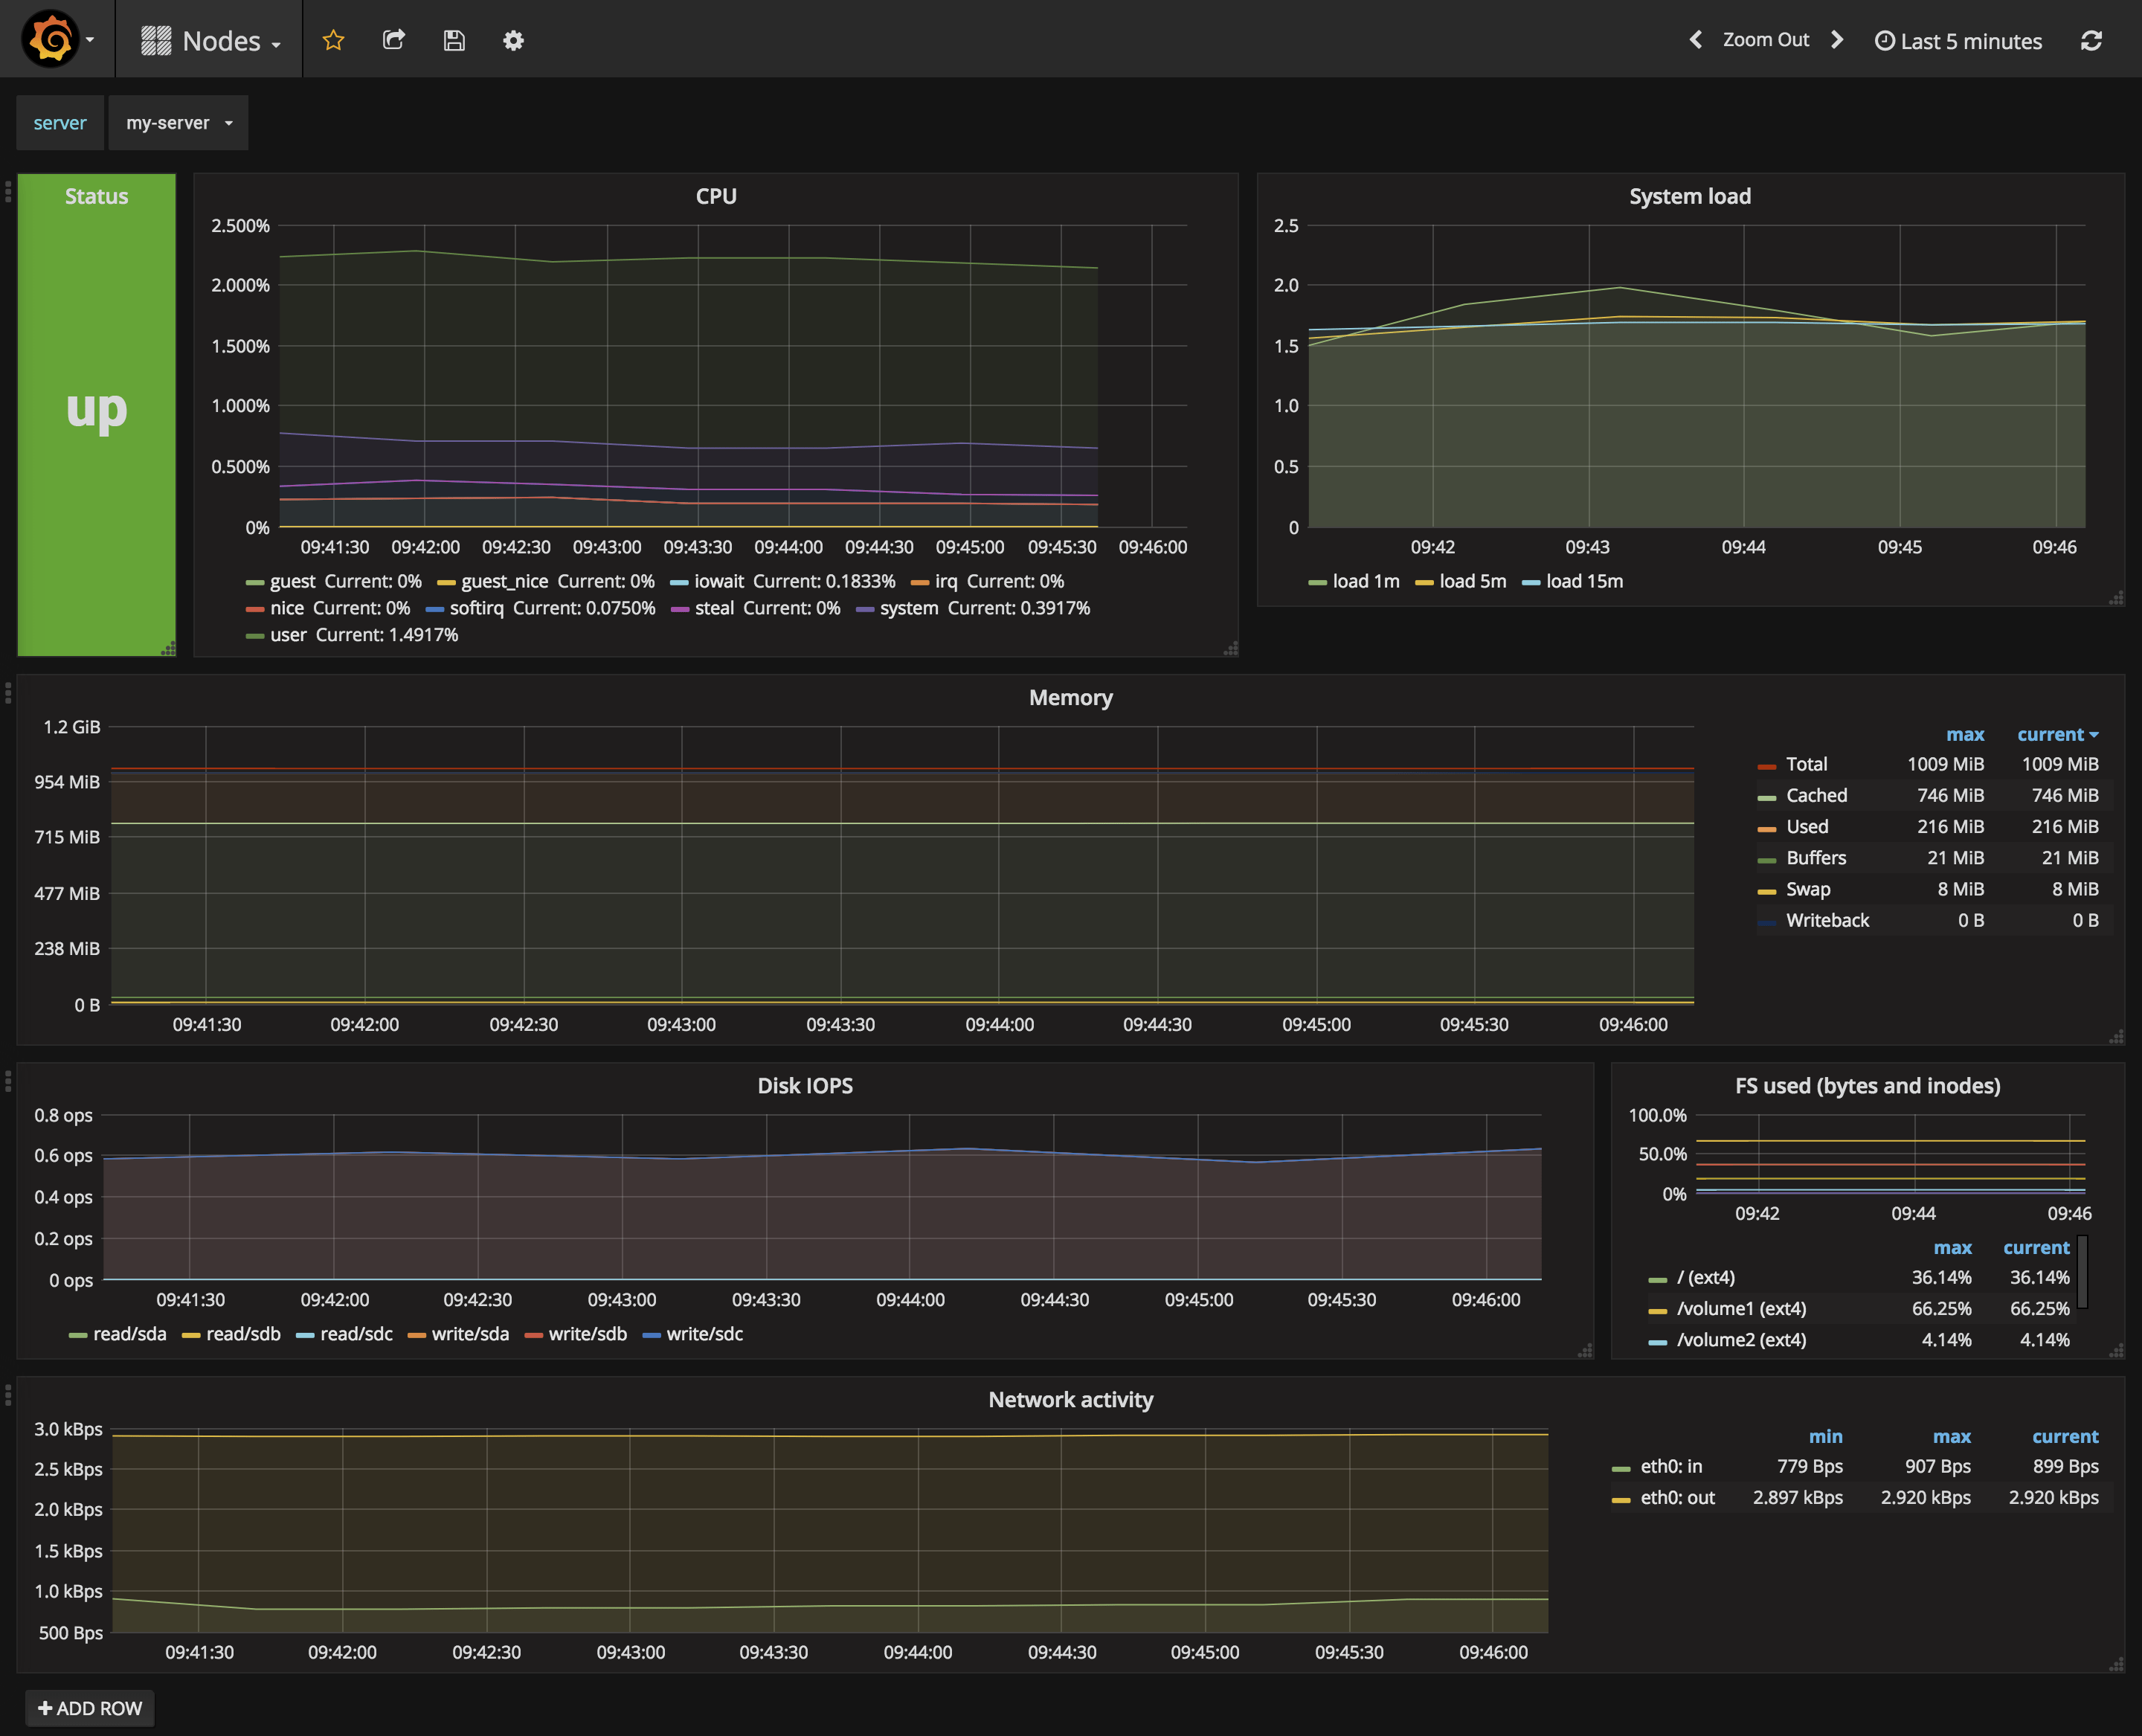 Nodes
Zoom Out
Last 5 minutes
server
my-server
Status
up
CPU
2.500%
2.000%
1.500%
1.000%
0.500%
0%
09:41:30 09:42:00 09:42:30 09:43:00 09:43:30 09:44:00 09:44:30 09:45:00 09:45:30 09:46:00
guest Current: 0% guest_nice Current: 0% iowait Current: 0.1833% irq Current: 0%
nice Current: 0% softirq Current: 0.0750% steal Current: 0% system Current: 0.3917%
user Current: 1.4917%
System load
2.5
2.0
1.5
1.0
0.5
0
09:42 09:43 09:44 09:45 09:46
load 1m load 5m load 15m
Memory
1.2 GiB
954 MiB
715 MiB
477 MiB
238 MiB
0 B
09:41:30 09:42:00 09:42:30 09:43:00 09:43:30 09:44:00 09:44:30 09:45:00 09:45:30 09:46:00
max current
Total 1009 MiB 1009 MiB
Cached 746 MiB 746 MiB
Used 216 MiB 216 MiB
Buffers 21 MiB 21 MiB
Swap 8 MiB 8 MiB
Writeback 0 B 0 B
Disk IOPS
0.8 ops
0.6 ops
0.4 ops
0.2 ops
0 ops
09:41:30 09:42:00 09:42:30 09:43:00 09:43:30 09:44:00 09:44:30 09:45:00 09:45:30 09:46:00
read/sda read/sdb read/sdc write/sda write/sdb write/sdc
FS used (bytes and inodes)
100.0%
50.0%
0%
09:42 09:44 09:46
max current
/ (ext4) 36.14% 36.14%
/volume1 (ext4) 66.25% 66.25%
/volume2 (ext4) 4.14% 4.14%
Network activity
3.0 kBps
2.5 kBps
2.0 kBps
1.5 kBps
1.0 kBps
500 Bps
09:41:30 09:42:00 09:42:30 09:43:00 09:43:30 09:44:00 09:44:30 09:45:00 09:45:30 09:46:00
min max current
eth0: in 779 Bps 907 Bps 899 Bps
eth0: out 2.897 kBps 2.920 kBps 2.920 kBps
+ ADD ROW